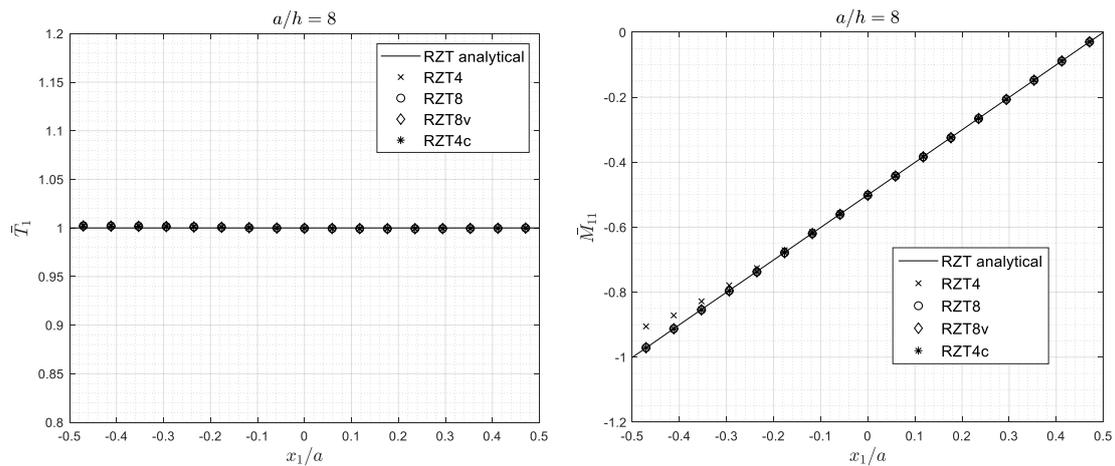 a/h = 8
1.2
1.15
1.1
1.05
1
0.95
0.9
0.85
0.8
T̄₁
RZT analytical
RZT4
RZT8
RZT8v
RZT4c
-0.5 -0.4 -0.3 -0.2 -0.1 0 0.1 0.2 0.3 0.4 0.5
x₁/a
a/h = 8
0
-0.2
-0.4
-0.6
-0.8
-1
-1.2
M̄₁₁
RZT analytical
RZT4
RZT8
RZT8v
RZT4c
-0.5 -0.4 -0.3 -0.2 -0.1 0 0.1 0.2 0.3 0.4 0.5
x₁/a